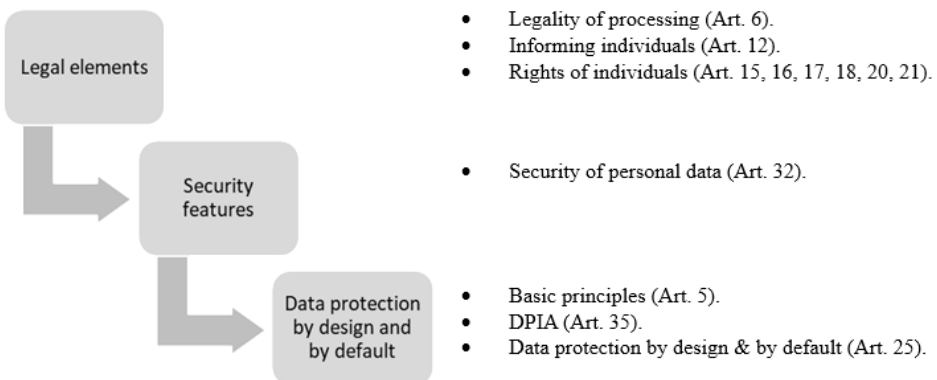 Legal elements
• Legality of processing (Art. 6).
• Informing individuals (Art. 12).
• Rights of individuals (Art. 15, 16, 17, 18, 20, 21).
Security
features
• Security of personal data (Art. 32).
Data protection
by design and
by default
• Basic principles (Art. 5).
• DPIA (Art. 35).
• Data protection by design & by default (Art. 25).